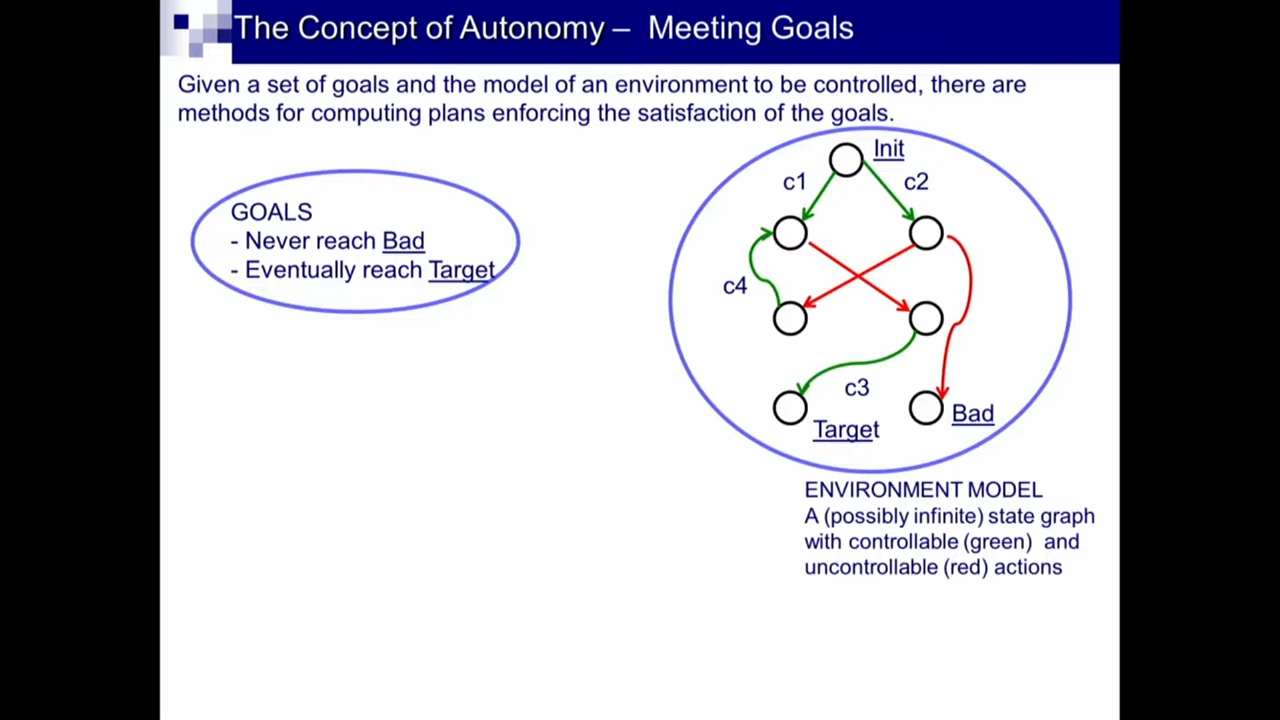 The Concept of Autonomy – Meeting Goals
Given a set of goals and the model of an environment to be controlled, there are
methods for computing plans enforcing the satisfaction of the goals.
GOALS
- Never reach Bad
- Eventually reach Target
Init
c1
c2
c4
c3
Target
Bad
ENVIRONMENT MODEL
A (possibly infinite) state graph
with controllable (green) and
uncontrollable (red) actions